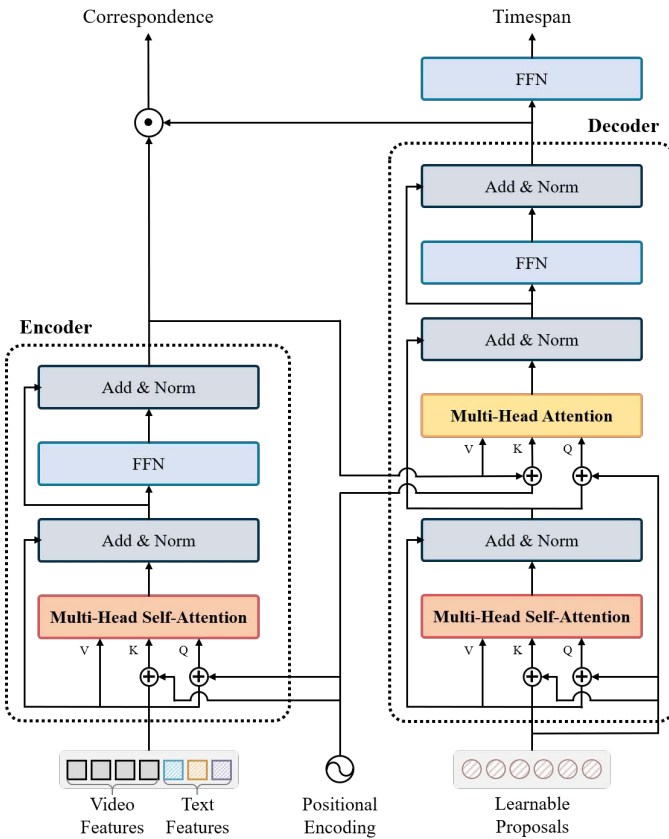 Correspondence
Timespan
FFN
Decoder
Add & Norm
FFN
Encoder
Add & Norm
Add & Norm
Multi-Head Attention
V
K
Q
FFN
Add & Norm
Add & Norm
Multi-Head Self-Attention
Multi-Head Self-Attention
V
K
Q
V
K
Q
Video
Features
Text
Features
Positional
Encoding
Learnable
Proposals